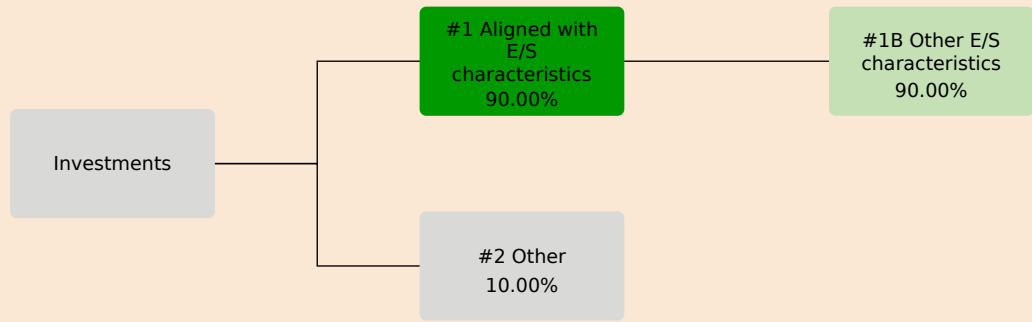 #1 Aligned with
E/S
characteristics
90.00%
#1B Other E/S
characteristics
90.00%
Investments
#2 Other
10.00%